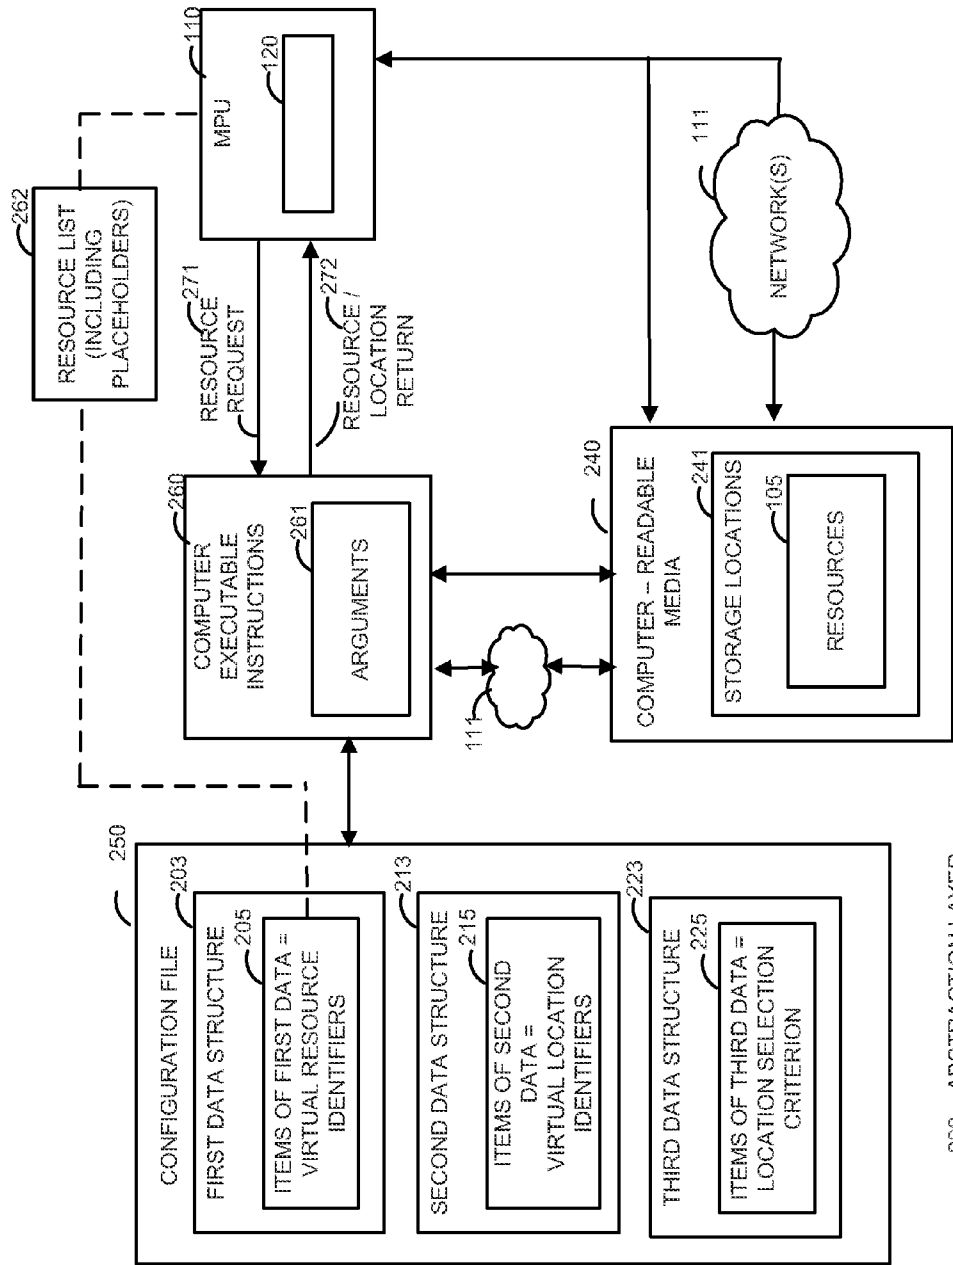 250
CONFIGURATION FILE
203
FIRST DATA STRUCTURE
205
ITEMS OF FIRST DATA =
VIRTUAL RESOURCE
IDENTIFIERS
213
SECOND DATA STRUCTURE
215
ITEMS OF SECOND
DATA =
VIRTUAL LOCATION
IDENTIFIERS
223
THIRD DATA STRUCTURE
225
ITEMS OF THIRD DATA =
LOCATION SELECTION
CRITERION
262
RESOURCE LIST
(INCLUDING
PLACEHOLDERS)
260
COMPUTER
EXECUTABLE
INSTRUCTIONS
261
ARGUMENTS
271
RESOURCE
REQUEST
272
RESOURCE /
LOCATION
RETURN
110
MPU
120
111
240
COMPUTER – READABLE
MEDIA
241
STORAGE LOCATIONS
105
RESOURCES
111
NETWORK(S)
ABSTRACTION LAYER